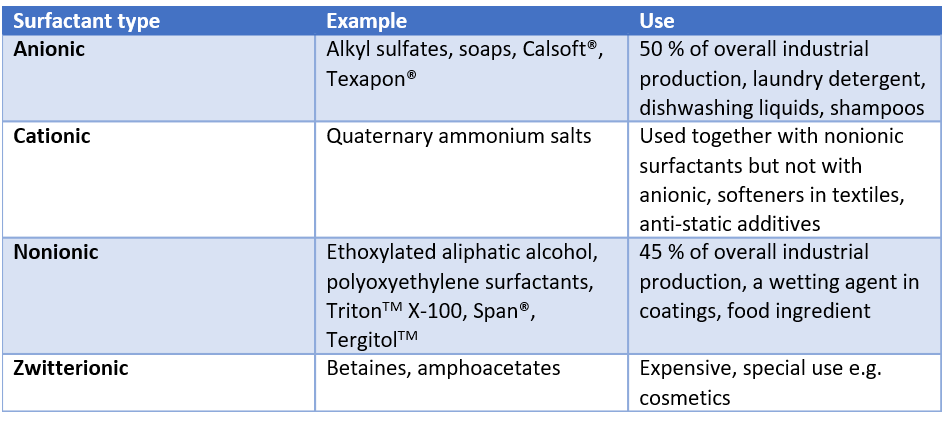 Surfactant type Example Use
Anionic Alkyl sulfates, soaps, Calsoft®, 50 % of overall industrial
Texapon® production, laundry detergent,
dishwashing liquids, shampoos
Cationic Quaternary ammonium salts Used together with nonionic
surfactants but not with
anionic, softeners in textiles,
anti-static additives
Nonionic Ethoxylated aliphatic alcohol, 45 % of overall industrial
polyoxyethylene surfactants, production, a wetting agent in
Triton™ X-100, Span®, coatings, food ingredient
Tergitol™
Zwitterionic Betaines, amphoacetates Expensive, special use e.g.
cosmetics